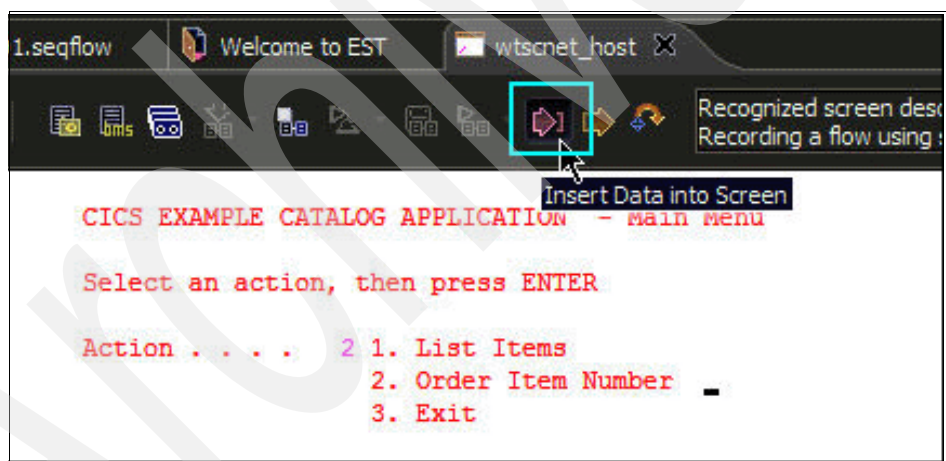 1.seqflow Welcome to EST wtscnet_host
bms
Recognized screen desc
Recording a flow using
Insert Data into Screen
CICS EXAMPLE CATALOG APPLICATION - Main Menu
Select an action, then press ENTER
Action . . . . 2 1. List Items
2. Order Item Number _
3. Exit